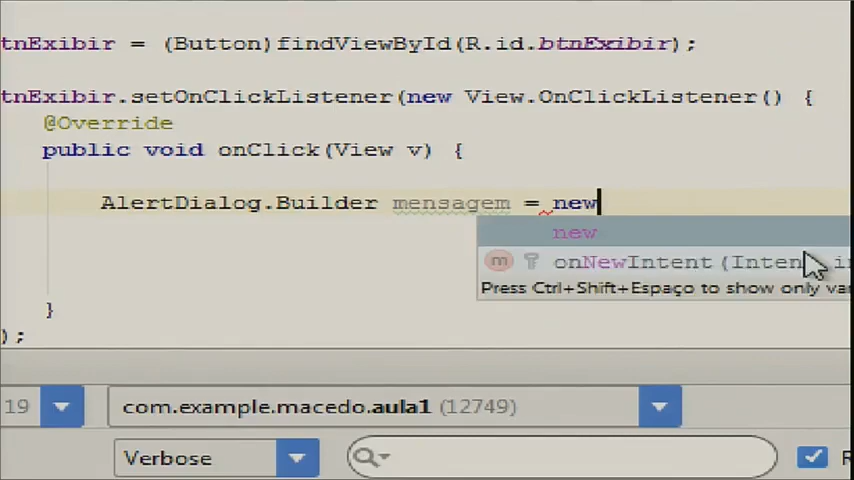 tnExibir = (Button)findViewById(R.id.btnExibir);
tnExibir.setOnClickListener(new View.OnClickListener() {
@Override
public void onClick(View v) {
AlertDialog.Builder mensagem = new
new
m onNewIntent(Inten in
Press Ctrl+Shift+Espaço to show only va
}
);
19 com.example.macedo.aula1 (12749)
Verbose R